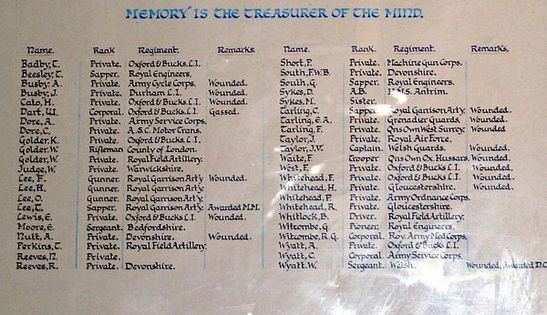 MEMORY IS THE TREASURER OF THE MIND.
Name. Rank Regiment. Remarks.
Badby, T. Private. Oxford & Bucks. L.I.
Beesley, T. Sapper. Royal Engineers.
Busby. A. Private. Army Cycle Corps. Wounded.
Busby, J. Private. Durham L.I. Wounded.
Cato, H. Private. Oxford & Bucks L.I. Wounded.
Dart, W. Corporal. Oxford & Bucks L.I. Gassed.
Dore, A. Private. Army Service Corps.
Dore, C. Private. A.S.C. Motor Trans.
Golder, K. Private. Oxford & Bucks L.I.
Golder, W. Rifleman County of London.
Golder, W. Private. Royal Field Artillery.
Judge, W. Private. Warwickshire.
Lee, F. Gunner. Royal Garrison Arty. Wounded.
Lee, H. Gunner. Royal Garrison Arty.
Lee, O. Gunner. Royal Garrison Arty.
Lee, T. Sapper. Royal Garrison Arty. Awarded M.M.
Lewis, E. Private. Oxford & Bucks L.I. Wounded
Moore, E. Sergeant. Bedfordshire.
Nutt, A. Private. Devonshire. Wounded.
Perkins, T. Private. Royal Field Artillery.
Reeves, Private.
Reeves, R. Private. Devonshire.
Name. Rank. Regiment. Remarks.
Short, F. Private. Machine Gun Corps.
South, F.W.B. Private. Devonshire.
South, G. Sapper. Royal Engineers.
Sykes, D. A.B. H.M.S. Antrim.
Sykes, M. Sister.
Tarling, C. Sapper Royal Garrison Arty. Wounded.
Tarling, E.A. Private. Grenadier Guards. Wounded.
Tarling, F. Private. Qns Own West Surrey. Wounded
Taylor, J. Private. Royal Air Force.
Taylor, J.W. Captain. Welsh Guards. Wounded.
Waite, F. Trooper Qns Own Ox. Hussars. Wounded.
West, F. Private. Oxford & Bucks L.I. Wounded.
Whitehead, F. Private. Oxford & Bucks L.I. Wounded.
Whitehead, H. Private. Gloucestershire. Wounded.
Whitehead, P. Private. Army Ordnance Corps.
Whitehead, R. Private. Gloucestershire.
Whitlock, B. Driver. Royal Field Artillery.
Witcomb, G. Pioneer. Royal Engineers.
Witcomb, R.G. Corporal. Roy. Army Med. Corps.
Wyatt, A. Private. Oxford & Bucks L.I.
Wyatt, C. Corporal. Army Service Corps.
Wyatt. W. Sergeant. Welsh. Wounded, Awarded